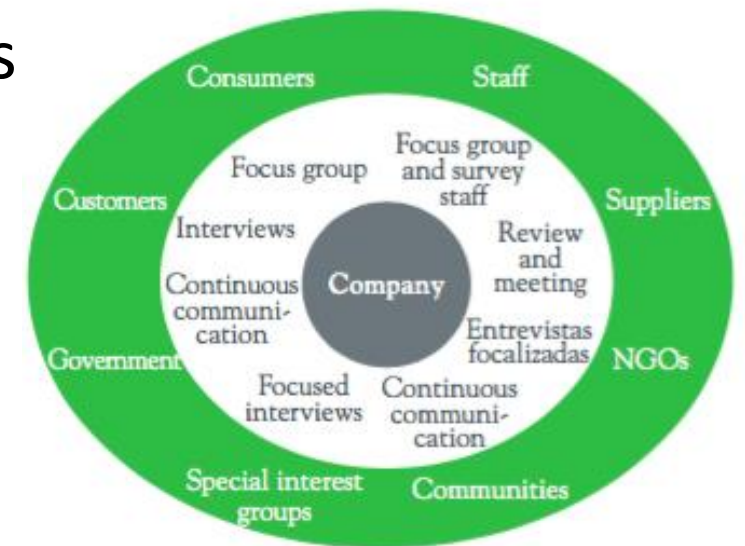 s
Consumers
Staff
Focus group
Focus group
and survey
staff
Customers
Suppliers
Interviews
Review
and
meeting
Company
Continuous
communi-
cation
Entrevistas
focalizadas
Government
NGOs
Focused
interviews
Continuous
communi-
cation
Special interest
groups
Communities